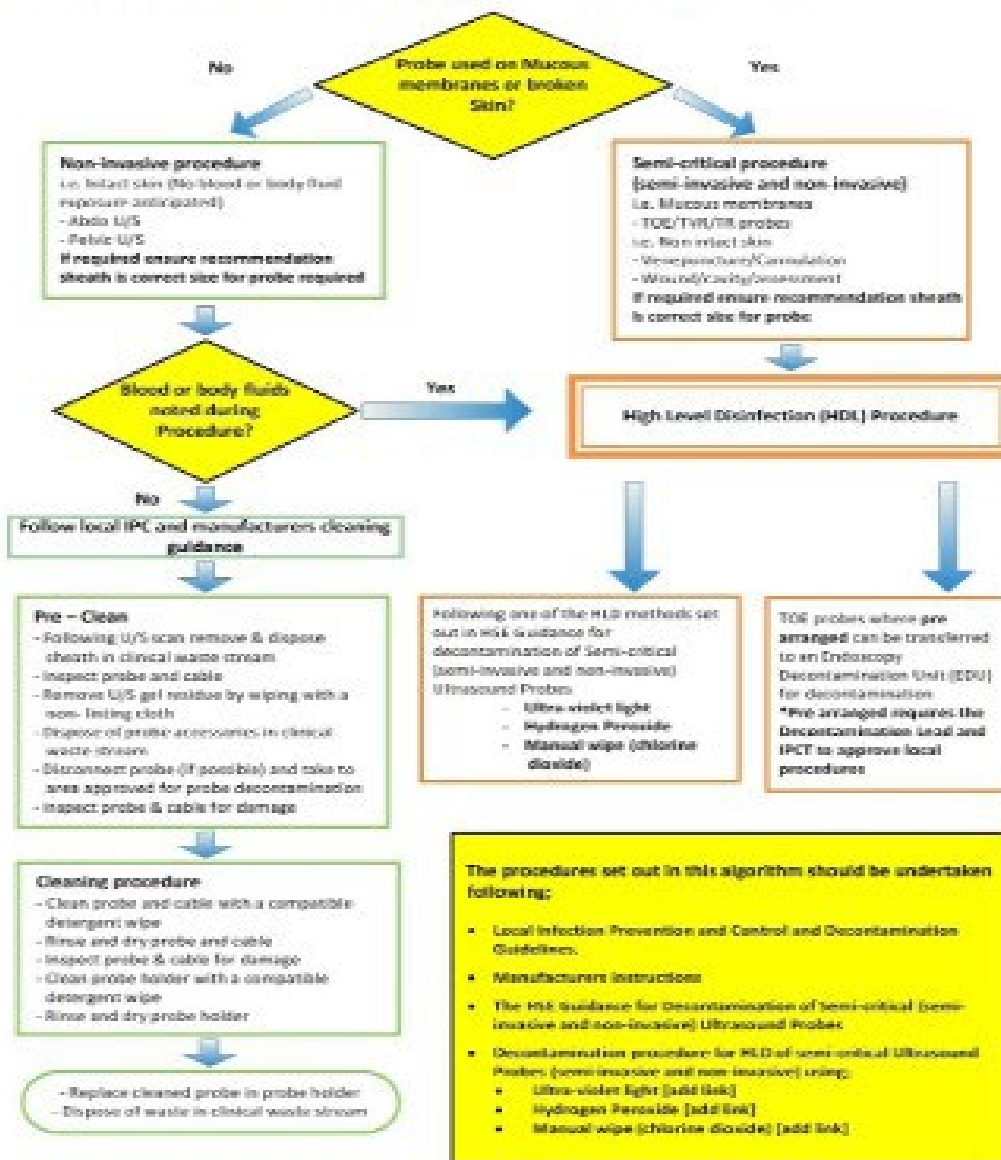 No
Probe used on Mucous
membranes or broken
Skin?
Yes
Non-invasive procedure
i.e. Intact skin (No blood or body fluid
exposure anticipated)
- Abdo U/S
- Pelvic U/S
If required ensure recommendation
sheath is correct size for probe required
Semi-critical procedure
(semi-invasive and non-invasive)
i.e. Mucous membranes
- TOE/TVR/TR probes
i.e. Non intact skin
- Venepuncture/Cannulation
- Wound/cavity/assessment
If required ensure recommendation sheath
is correct size for probe
Blood or body fluids
noted during
Procedure?
Yes
High Level Disinfection (HDL) Procedure
No
Follow local IPC and manufacturers cleaning
guidance
Pre – Clean
- Following U/S scan remove & dispose
sheath in clinical waste stream
- Inspect probe and cable
- Remove U/S gel residue by wiping with a
non- linting cloth
- Dispose of probe accessories in clinical
waste stream
- Disconnect probe (if possible) and take to
area approved for probe decontamination
- Inspect probe & cable for damage
Following one of the HLD methods set
out in HSE Guidance for
decontamination of Semi-critical
(semi-invasive and non-invasive)
Ultrasound Probes
- Ultra-violet light
- Hydrogen Peroxide
- Manual wipe (chlorine
dioxide)
TOE probes where pre
arranged can be transferred
to an Endoscopy
Decontamination Unit (EDU)
for decontamination
*Pre arranged requires the
Decontamination Lead and
IPCT to approve local
procedures
Cleaning procedure
- Clean probe and cable with a compatible
detergent wipe
- Rinse and dry probe and cable
- Inspect probe & cable for damage
- Clean probe holder with a compatible
detergent wipe
- Rinse and dry probe holder
- Replace cleaned probe in probe holder
- Dispose of waste in clinical waste stream
The procedures set out in this algorithm should be undertaken
following;
• Local Infection Prevention and Control and Decontamination
Guidelines.
• Manufacturers instructions
• The HSE Guidance for Decontamination of Semi-critical (semi-
invasive and non-invasive) Ultrasound Probes
• Decontamination procedure for HLD of semi-critical Ultrasound
Probes (semi-invasive and non-invasive) using;
• Ultra-violet light [add link]
• Hydrogen Peroxide [add link]
• Manual wipe (chlorine dioxide) [add link]